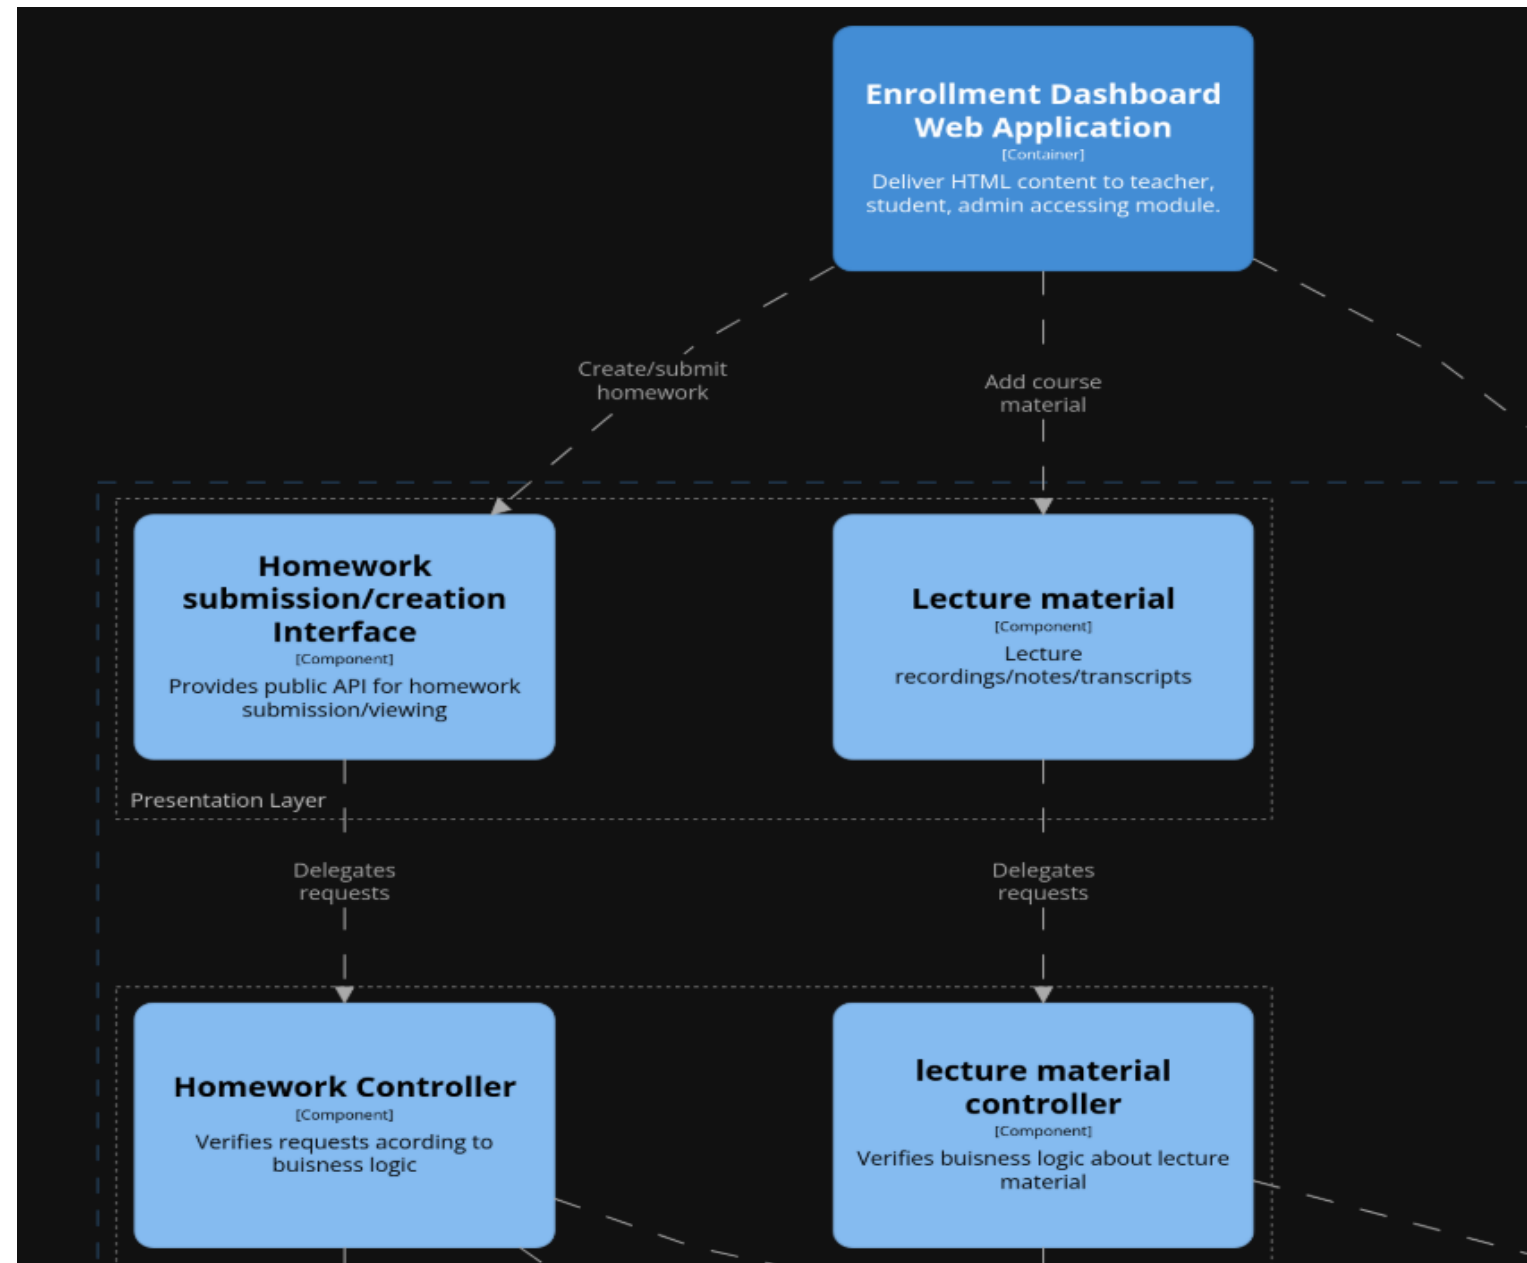 Enrollment Dashboard
Web Application
[Container]
Deliver HTML content to teacher,
student, admin accessing module.
Create/submit
homework
Add course
material
Homework
submission/creation
Interface
[Component]
Provides public API for homework
submission/viewing
Lecture material
[Component]
Lecture
recordings/notes/transcripts
Presentation Layer
Delegates
requests
Delegates
requests
Homework Controller
[Component]
Verifies requests acording to
buisness logic
lecture material
controller
[Component]
Verifies buisness logic about lecture
material